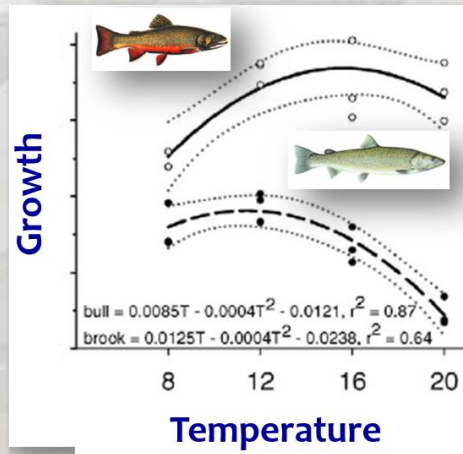 Growth
bull = 0.0085T - 0.0004T² - 0.0121, r² = 0.87
brook = 0.0125T - 0.0004T² - 0.0238, r² = 0.64
8 12 16 20
Temperature